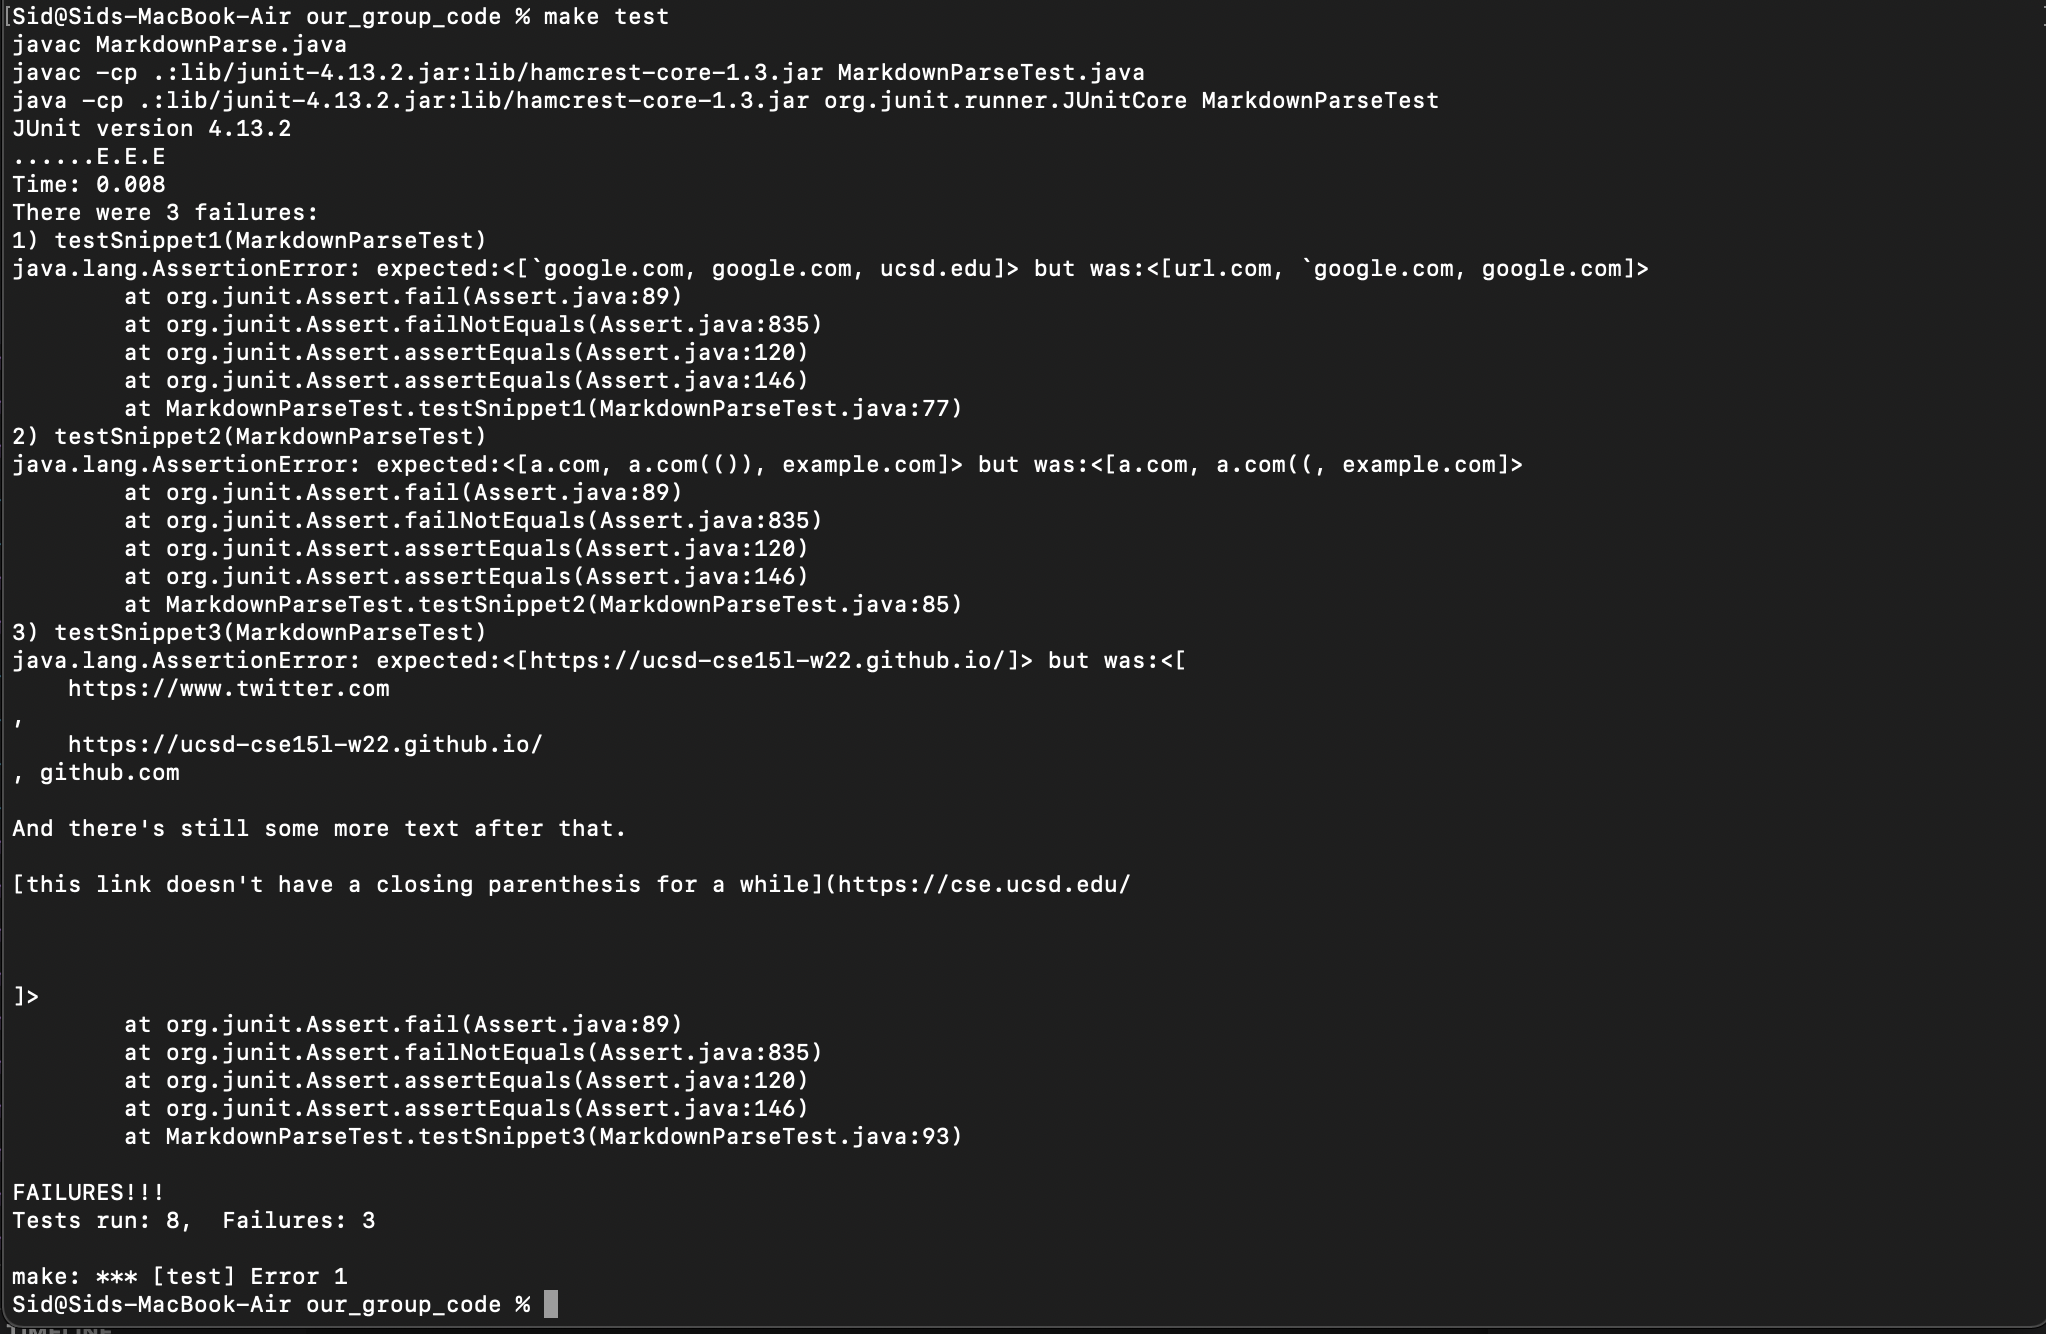 [Sid@Sids-MacBook-Air our_group_code % make test
javac MarkdownParse.java
javac -cp .:lib/junit-4.13.2.jar:lib/hamcrest-core-1.3.jar MarkdownParseTest.java
java -cp .:lib/junit-4.13.2.jar:lib/hamcrest-core-1.3.jar org.junit.runner.JUnitCore MarkdownParseTest
JUnit version 4.13.2
......E.E.E
Time: 0.008
There were 3 failures:
1) testSnippet1(MarkdownParseTest)
java.lang.AssertionError: expected:<[`google.com, google.com, ucsd.edu]> but was:<[url.com, `google.com, google.com]>
        at org.junit.Assert.fail(Assert.java:89)
        at org.junit.Assert.failNotEquals(Assert.java:835)
        at org.junit.Assert.assertEquals(Assert.java:120)
        at org.junit.Assert.assertEquals(Assert.java:146)
        at MarkdownParseTest.testSnippet1(MarkdownParseTest.java:77)
2) testSnippet2(MarkdownParseTest)
java.lang.AssertionError: expected:<[a.com, a.com(()), example.com]> but was:<[a.com, a.com((, example.com]>
        at org.junit.Assert.fail(Assert.java:89)
        at org.junit.Assert.failNotEquals(Assert.java:835)
        at org.junit.Assert.assertEquals(Assert.java:120)
        at org.junit.Assert.assertEquals(Assert.java:146)
        at MarkdownParseTest.testSnippet2(MarkdownParseTest.java:85)
3) testSnippet3(MarkdownParseTest)
java.lang.AssertionError: expected:<[https://ucsd-cse15l-w22.github.io/]> but was:<[
    https://www.twitter.com
,
    https://ucsd-cse15l-w22.github.io/
, github.com

And there's still some more text after that.

[this link doesn't have a closing parenthesis for a while](https://cse.ucsd.edu/



]>
        at org.junit.Assert.fail(Assert.java:89)
        at org.junit.Assert.failNotEquals(Assert.java:835)
        at org.junit.Assert.assertEquals(Assert.java:120)
        at org.junit.Assert.assertEquals(Assert.java:146)
        at MarkdownParseTest.testSnippet3(MarkdownParseTest.java:93)

FAILURES!!!
Tests run: 8,  Failures: 3

make: *** [test] Error 1
Sid@Sids-MacBook-Air our_group_code %
TIMELINE